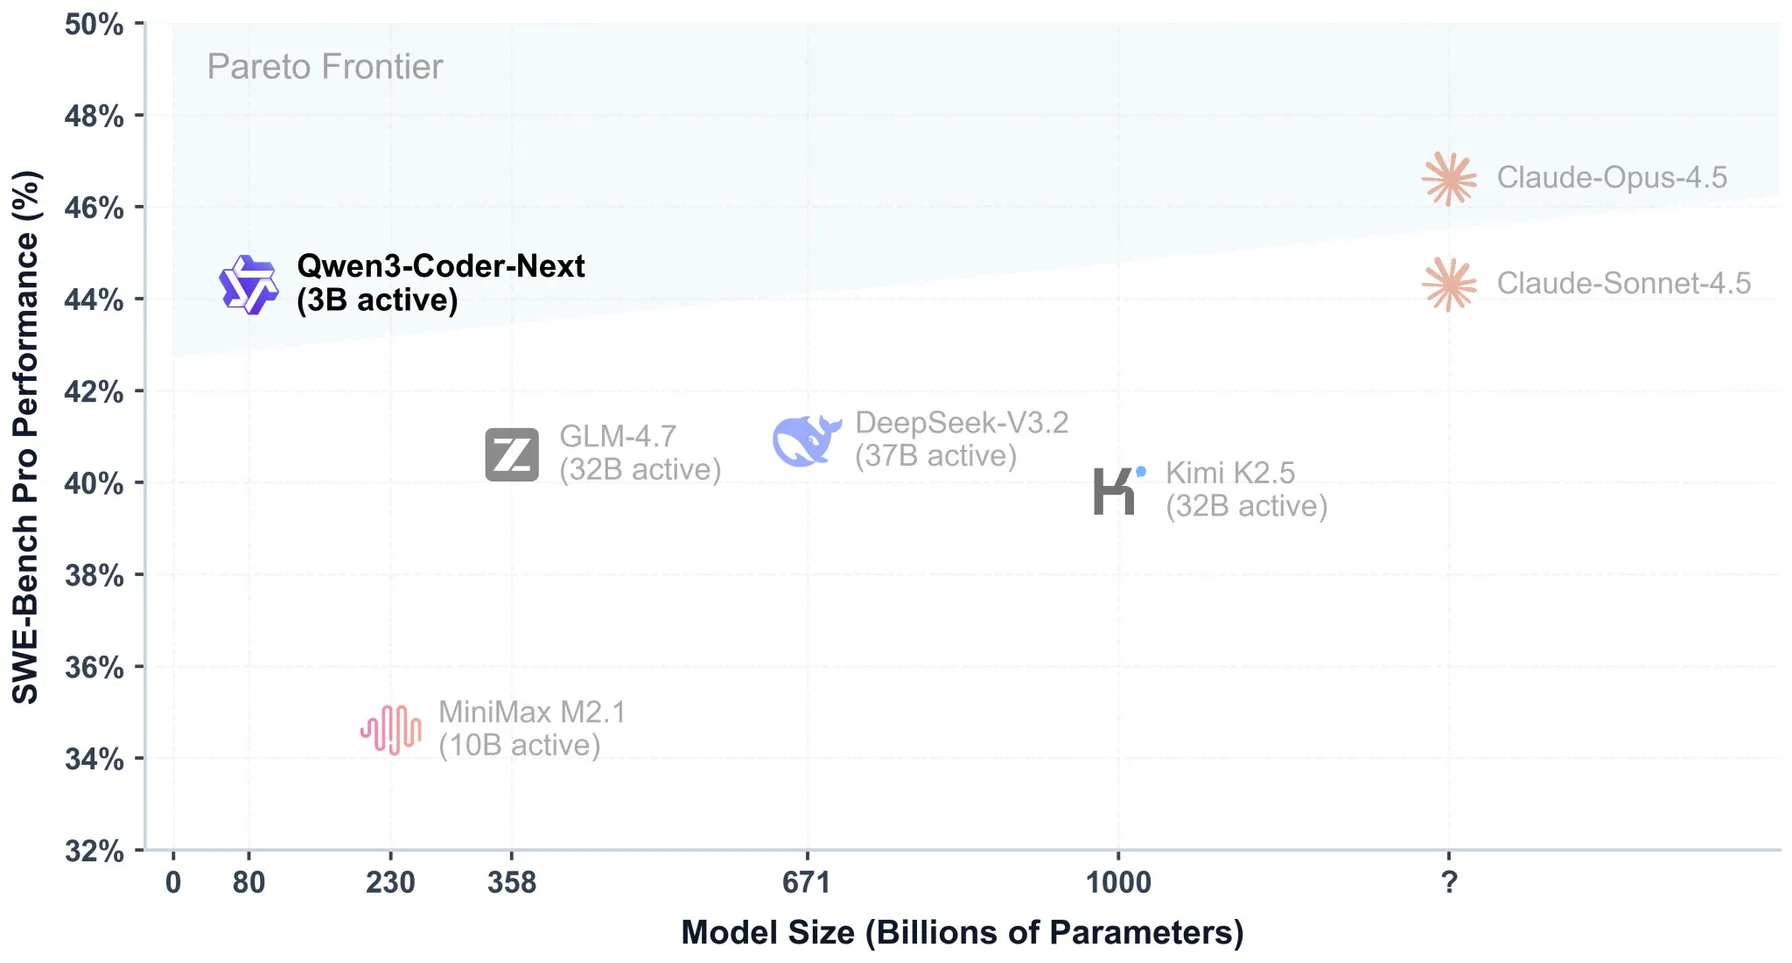 50%
Pareto Frontier
48%
Claude-Opus-4.5
46%
Qwen3-Coder-Next
(3B active)
Claude-Sonnet-4.5
44%
42%
GLM-4.7
(32B active)
DeepSeek-V3.2
(37B active)
40%
Kimi K2.5
(32B active)
38%
36%
MiniMax M2.1
(10B active)
34%
32%
SWE-Bench Pro Performance (%)
0 80 230 358 671 1000 ?
Model Size (Billions of Parameters)